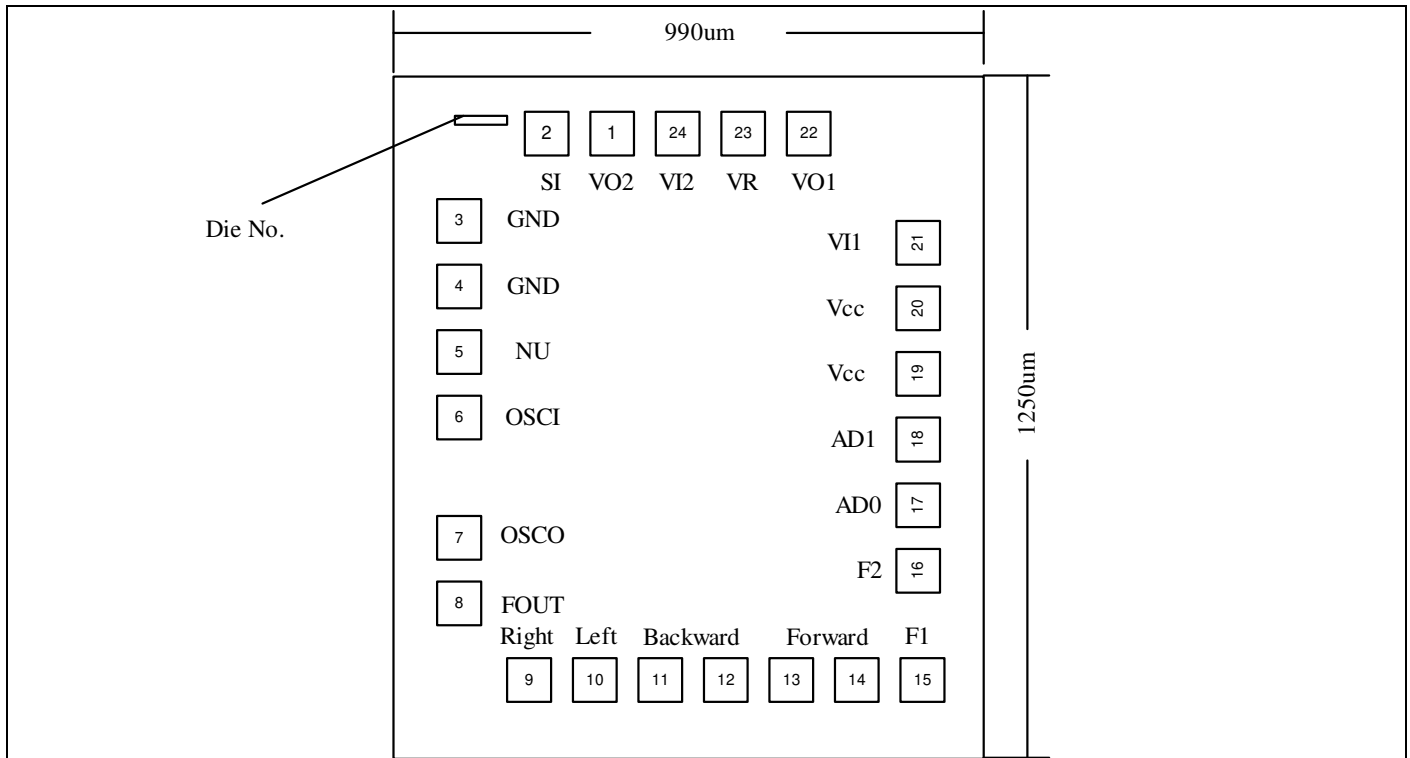 990um
2 1 24 23 22
SI VO2 VI2 VR VO1
Die No.
3 GND
4 GND
5 NU
6 OSCI
7 OSCO
8 FOUT
VI1 21
Vcc 20
Vcc 19
AD1 18
AD0 17
F2 16
1250um
Right Left Backward Forward F1
9 10 11 12 13 14 15